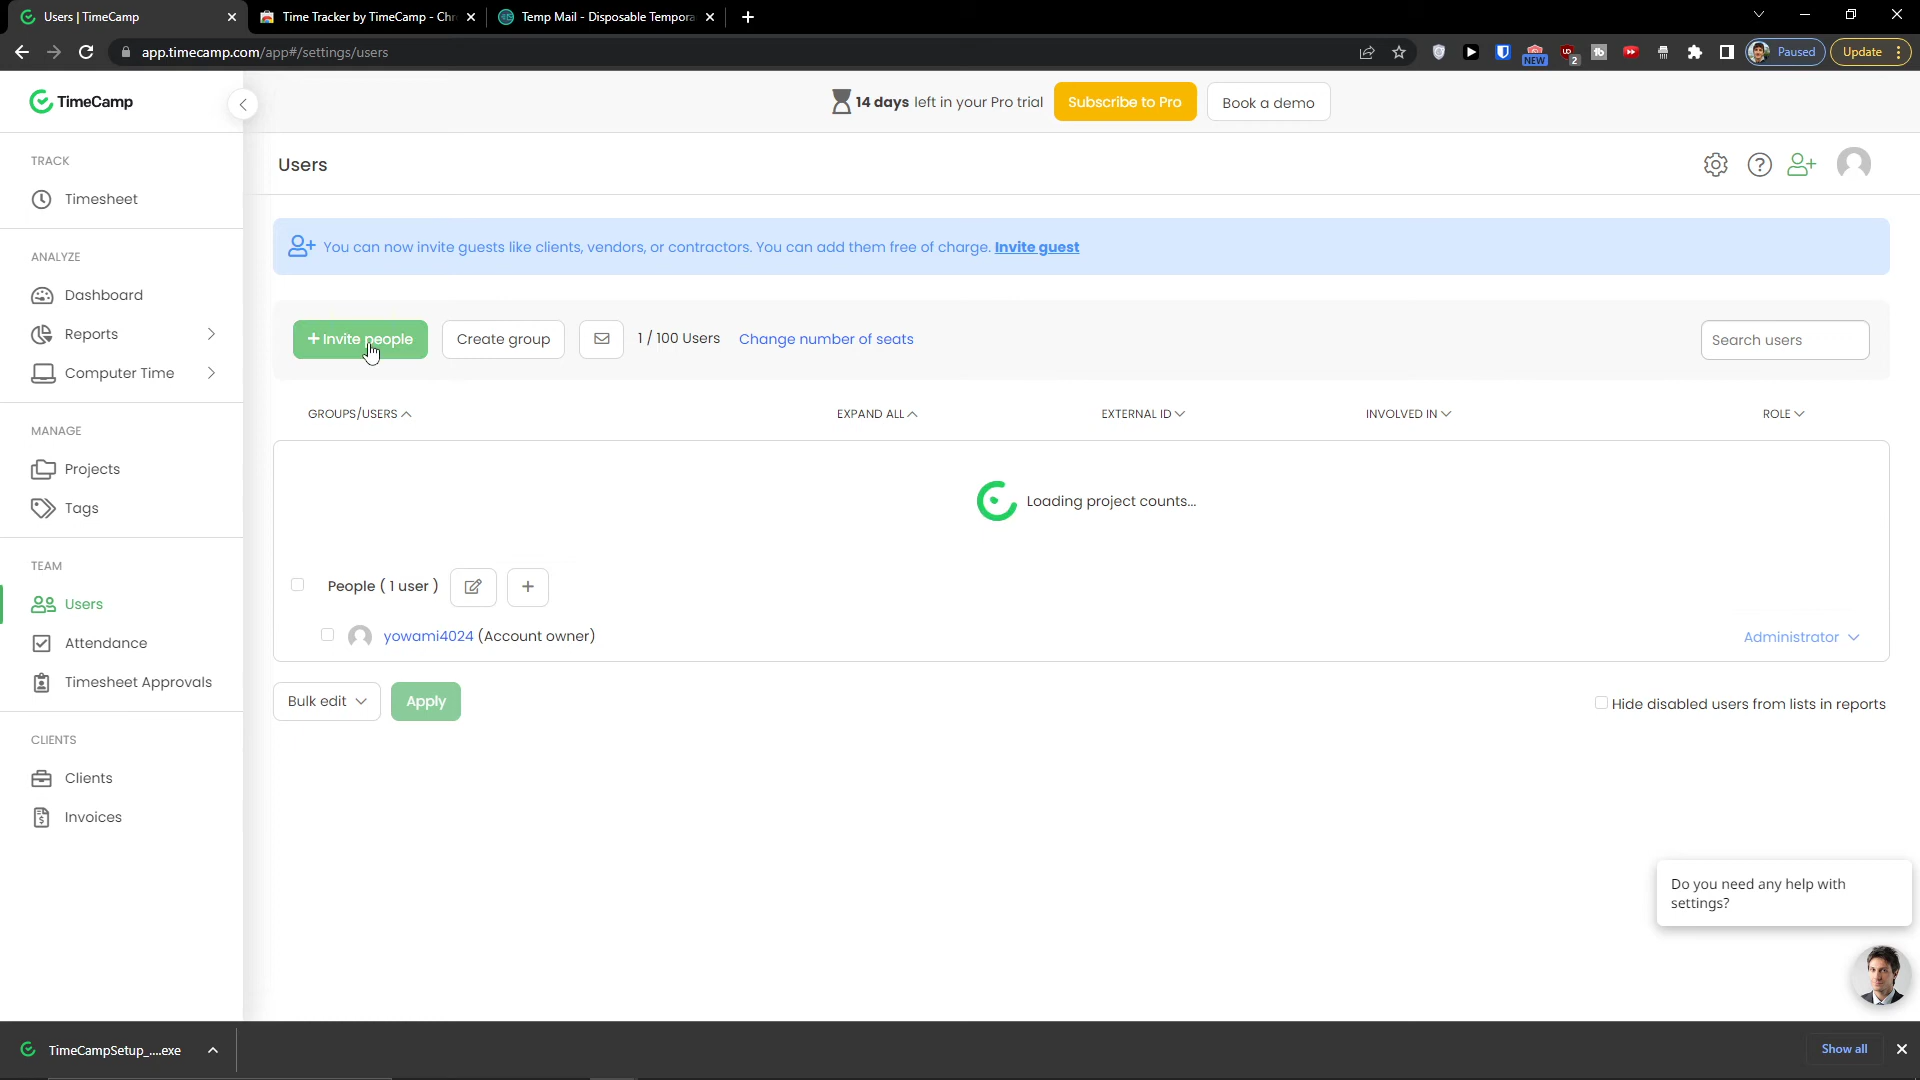 Users | TimeCamp
Time Tracker by TimeCamp - Chr
Temp Mail - Disposable Tempora
app.timecamp.com/app#/settings/users
NEW
2
Paused
Update
TimeCamp
14 days left in your Pro trial
Subscribe to Pro
Book a demo
TRACK
Timesheet
Users
ANALYZE
Dashboard
Reports
Computer Time
You can now invite guests like clients, vendors, or contractors. You can add them free of charge. Invite guest
+ Invite people
Create group
1 / 100 Users
Change number of seats
Search users
GROUPS/USERS
EXPAND ALL
EXTERNAL ID
INVOLVED IN
ROLE
MANAGE
Projects
Tags
Loading project counts...
TEAM
Users
Attendance
Timesheet Approvals
People ( 1 user )
+
yowami4024 (Account owner)
Administrator
Bulk edit
Apply
Hide disabled users from lists in reports
CLIENTS
Clients
Invoices
Do you need any help with
settings?
TimeCampSetup_....exe
Show all